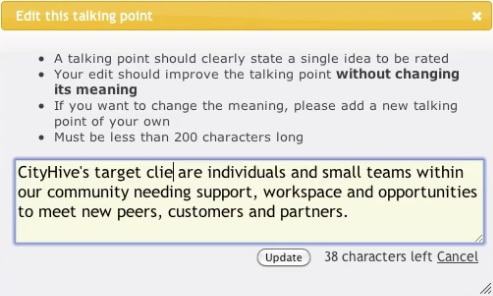 Edit this talking point
• A talking point should clearly state a single idea to be rated
• Your edit should improve the talking point without changing
its meaning
• If you want to change the meaning, please add a new talking
point of your own
• Must be less than 200 characters long
CityHive's target clie are individuals and small teams within
our community needing support, workspace and opportunities
to meet new peers, customers and partners.
Update 38 characters left Cancel